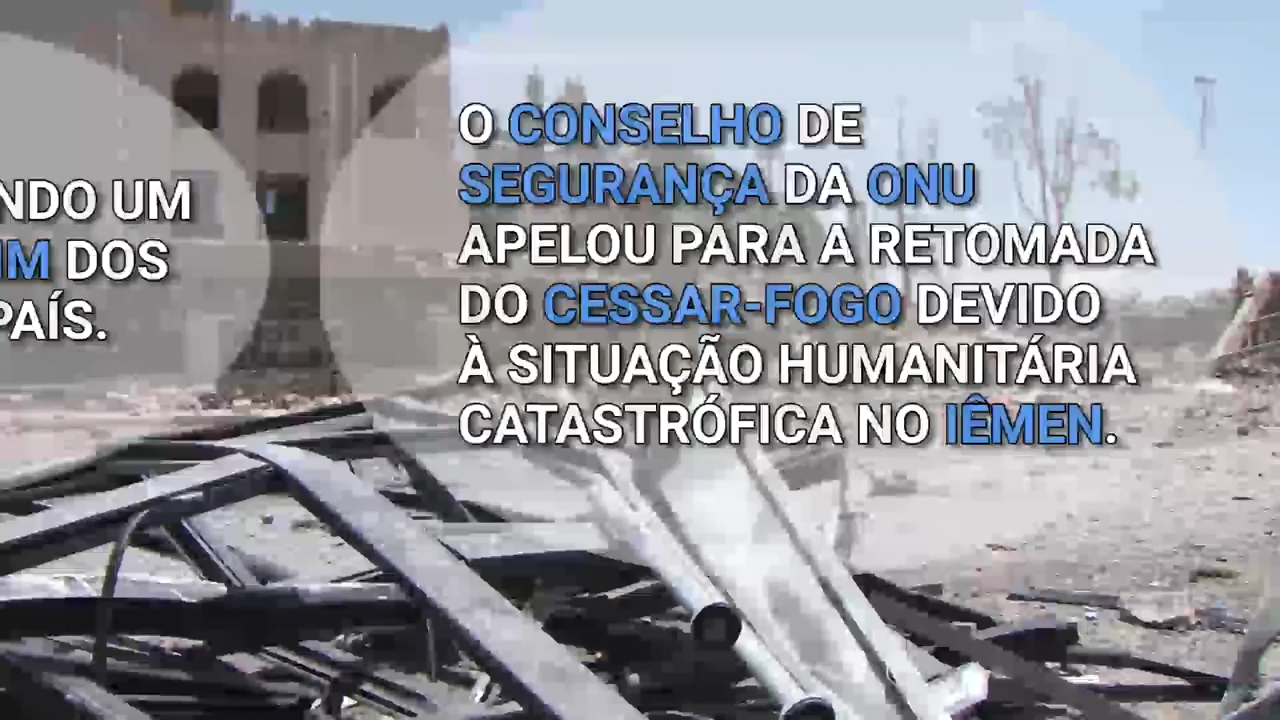 NDO UM
IM DOS
PAÍS.
O CONSELHO DE
SEGURANÇA DA ONU
APELOU PARA A RETOMADA
DO CESSAR-FOGO DEVIDO
À SITUAÇÃO HUMANITÁRIA
CATASTRÓFICA NO IÊMEN.